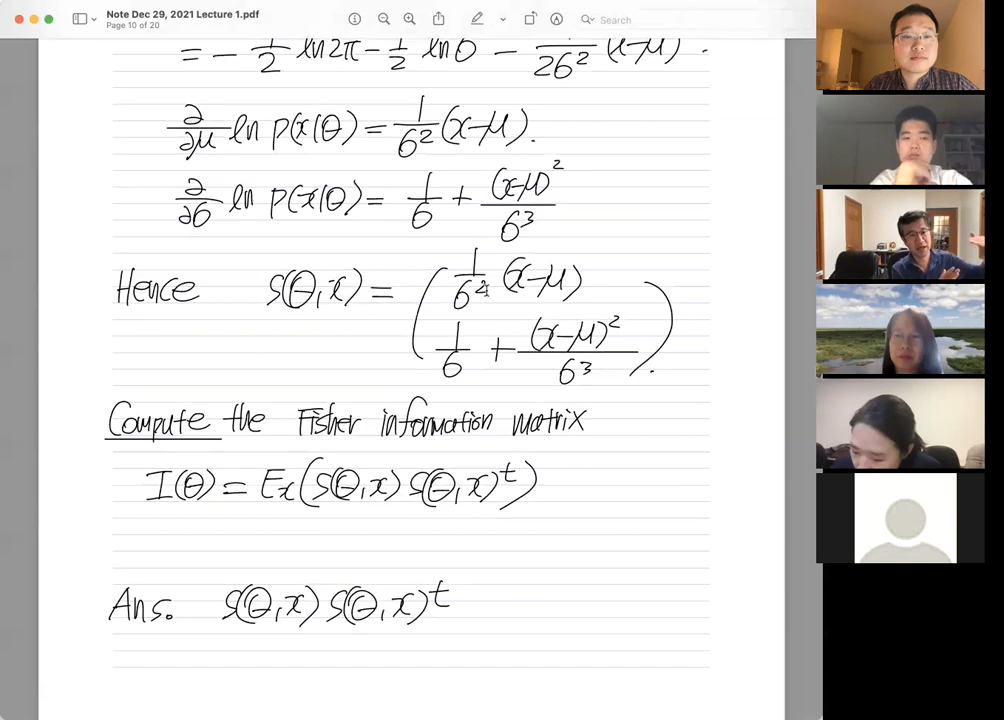 Note Dec 29, 2021 Lecture 1.pdf
Page 10 of 20
Search
= - 1/2 ln 2π - 1/2 ln σ - 1/2σ² (x-μ)² .
∂/∂μ ln p(x|θ) = 1/σ² (x-μ).
∂/∂σ ln p(x|θ) = 1/σ + (x-μ)²/σ³
Hence s(θ,x) = ( 1/σ² (x-μ)
1/σ + (x-μ)²/σ³ ).
Compute the Fisher information matrix
I(θ) = Ex(s(θ,x) s(θ,x)^t)
Ans. s(θ,x) s(θ,x)^t